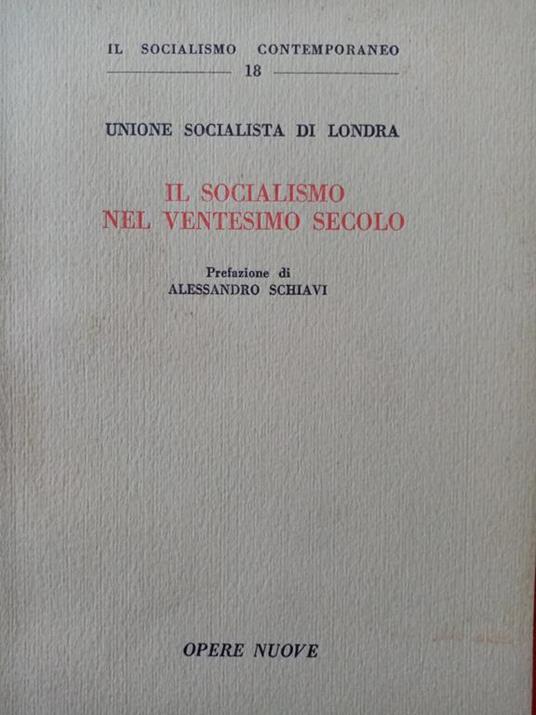 IL SOCIALISMO CONTEMPORANEO
18
UNIONE SOCIALISTA DI LONDRA
IL SOCIALISMO
NEL VENTESIMO SECOLO
Prefazione di
ALESSANDRO SCHIAVI
OPERE NUOVE